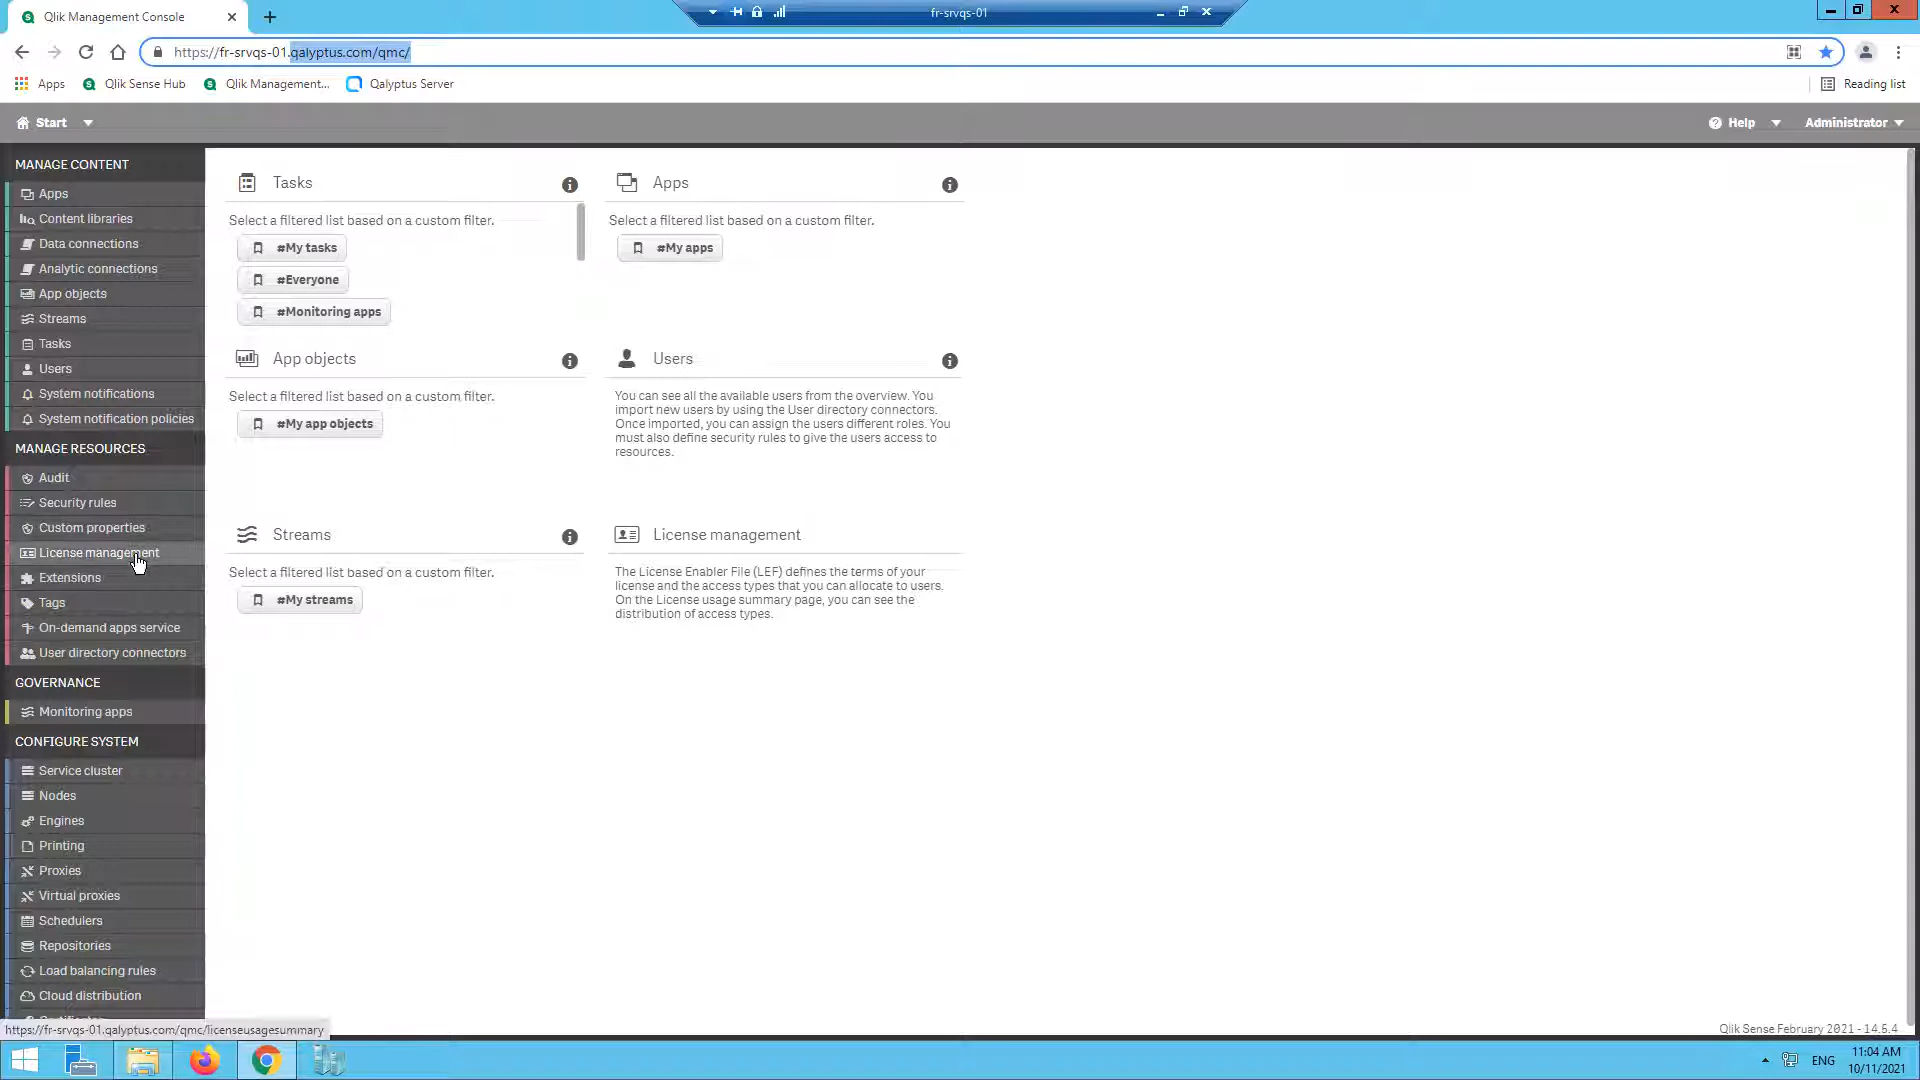 Qlik Management Console
fr-srvqs-01
https://fr-srvqs-01.qalyptus.com/qmc/
Apps
Qlik Sense Hub
Qlik Management...
Qalyptus Server
Reading list
Start
Help
Administrator
MANAGE CONTENT
Apps
Content libraries
Data connections
Analytic connections
App objects
Streams
Tasks
Users
System notifications
System notification policies
MANAGE RESOURCES
Audit
Security rules
Custom properties
License management
Extensions
Tags
On-demand apps service
User directory connectors
GOVERNANCE
Monitoring apps
CONFIGURE SYSTEM
Service cluster
Nodes
Engines
Printing
Proxies
Virtual proxies
Schedulers
Repositories
Load balancing rules
Cloud distribution
https://fr-srvqs-01.qalyptus.com/qmc/licenseusagesummary
Tasks
Select a filtered list based on a custom filter.
#My tasks
#Everyone
#Monitoring apps
Apps
Select a filtered list based on a custom filter.
#My apps
App objects
Select a filtered list based on a custom filter.
#My app objects
Users
You can see all the available users from the overview. You
import new users by using the User directory connectors.
Once imported, you can assign the users different roles. You
must also define security rules to give the users access to
resources.
Streams
Select a filtered list based on a custom filter.
#My streams
License management
The License Enabler File (LEF) defines the terms of your
license and the access types that you can allocate to users.
On the License usage summary page, you can see the
distribution of access types.
Qlik Sense February 2021 - 14.5.4
ENG
11:04 AM
10/11/2021